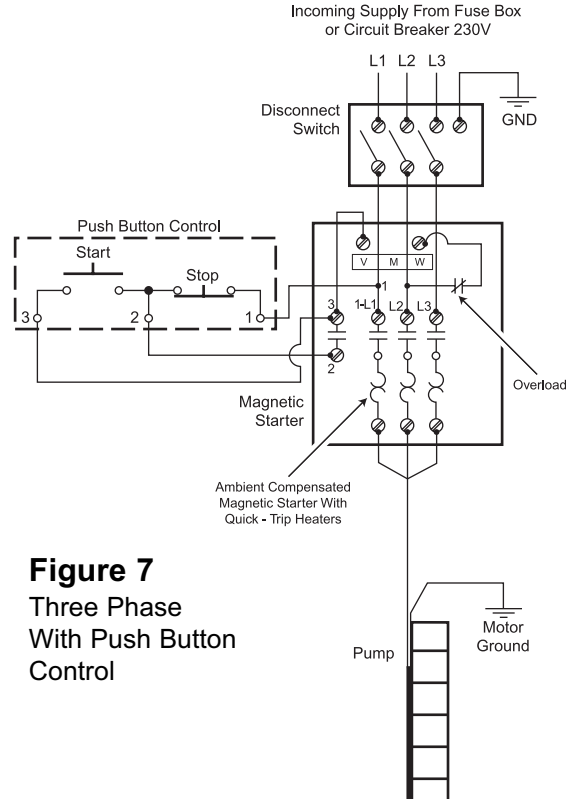 Incoming Supply From Fuse Box
or Circuit Breaker 230V
L1 L2 L3
Disconnect
Switch
GND
Push Button Control
Start
Stop
3 2 1
V M W
1
3 1-L1 L2 L3
2
Overload
Magnetic
Starter
Ambient Compensated
Magnetic Starter With
Quick - Trip Heaters
Figure 7
Three Phase
With Push Button
Control
Motor
Ground
Pump